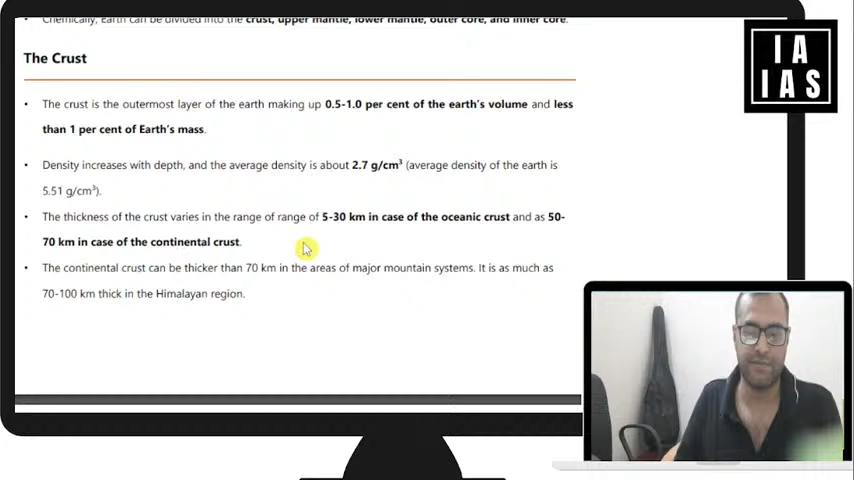 Chemically, Earth can be divided into the crust, upper mantle, lower mantle, outer core, and inner core.
The Crust
The crust is the outermost layer of the earth making up 0.5-1.0 per cent of the earth's volume and less
than 1 per cent of Earth's mass.
Density increases with depth, and the average density is about 2.7 g/cm³ (average density of the earth is
5.51 g/cm³).
The thickness of the crust varies in the range of range of 5-30 km in case of the oceanic crust and as 50-
70 km in case of the continental crust.
The continental crust can be thicker than 70 km in the areas of major mountain systems. It is as much as
70-100 km thick in the Himalayan region.
IA
IAS